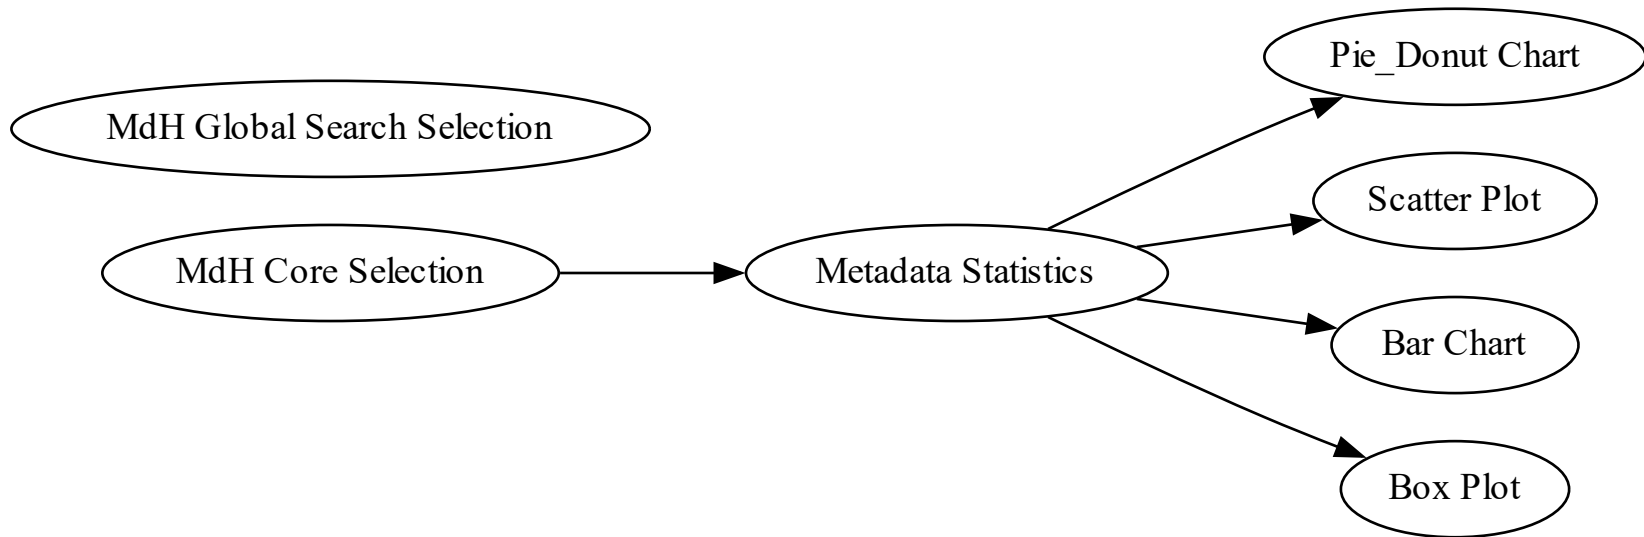 MdH Global Search Selection
MdH Core Selection
Metadata Statistics
Pie_Donut Chart
Scatter Plot
Bar Chart
Box Plot